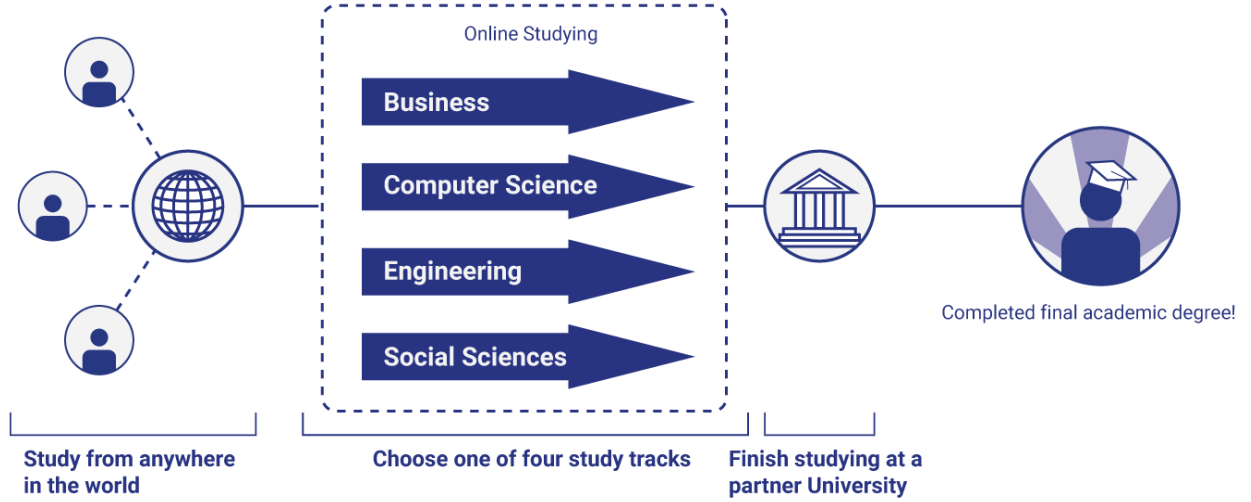 Online Studying
Business
Computer Science
Engineering
Social Sciences
Completed final academic degree!
Study from anywhere
in the world
Choose one of four study tracks
Finish studying at a
partner University